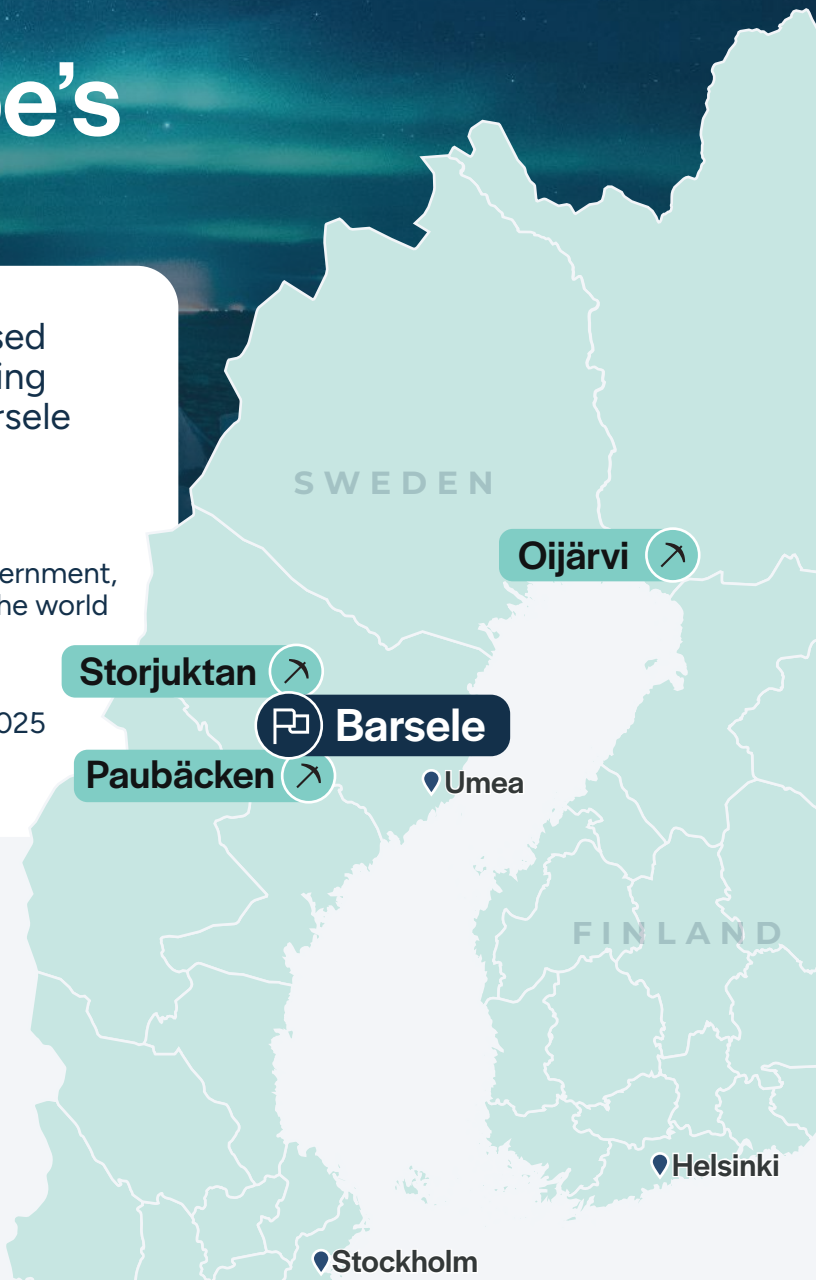 e's
sed
ing
rsele
ernment,
he world
025
SWEDEN
Oijärvi
Storjuktan
Barsele
Paubäcken
Umea
FINLAND
Helsinki
Stockholm